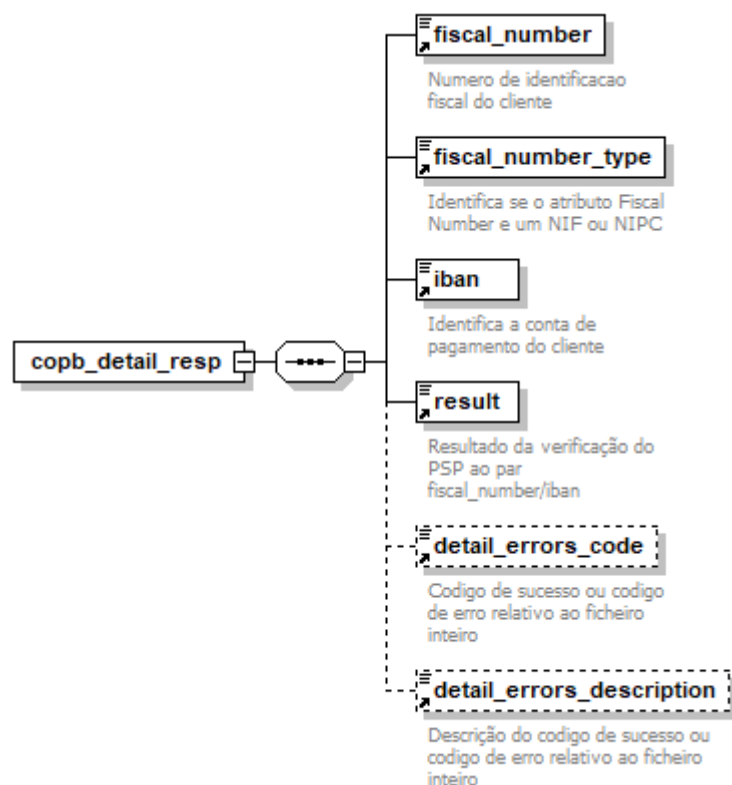 fiscal_number
Numero de identificacao
fiscal do cliente
fiscal_number_type
Identifica se o atributo Fiscal
Number e um NIF ou NIPC
iban
Identifica a conta de
pagamento do cliente
copb_detail_resp
result
Resultado da verificação do
PSP ao par
fiscal_number/iban
detail_errors_code
Codigo de sucesso ou codigo
de erro relativo ao ficheiro
inteiro
detail_errors_description
Descrição do codigo de sucesso ou
codigo de erro relativo ao ficheiro
inteiro